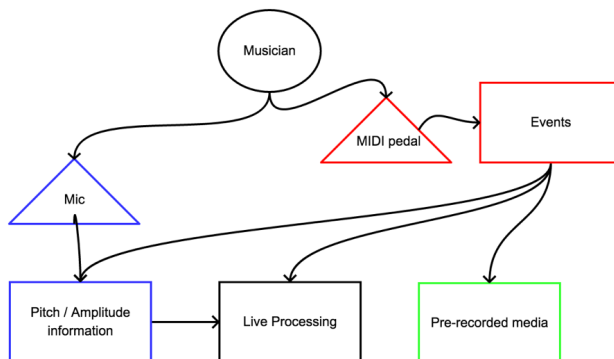 Musician
MIDI pedal
Events
Mic
Pitch / Amplitude
information
Live Processing
Pre-recorded media